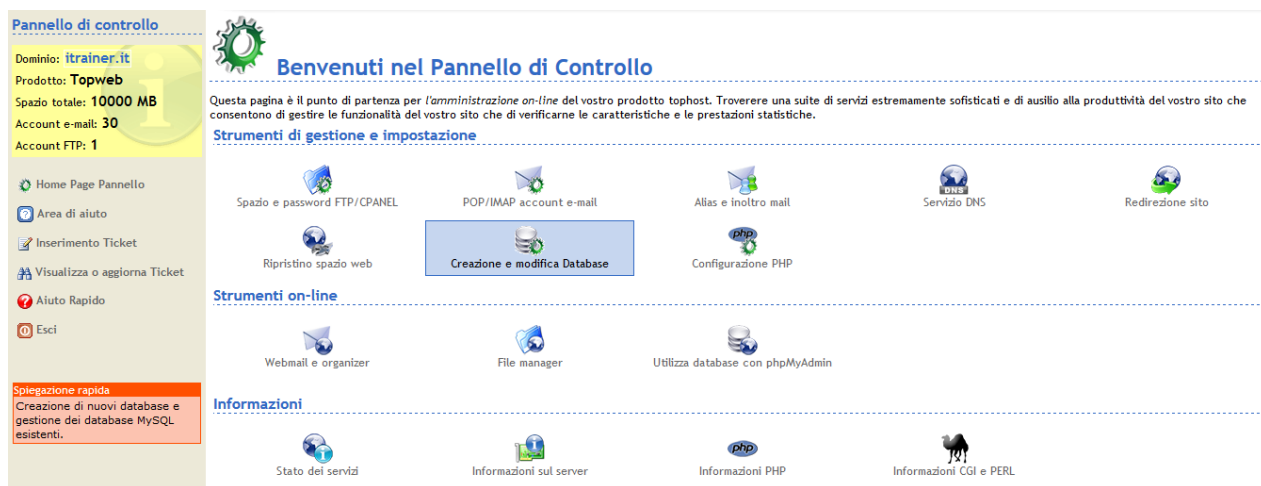 Pannello di controllo
Dominio: itrainer.it
Prodotto: Topweb
Spazio totale: 10000 MB
Account e-mail: 30
Account FTP: 1
Home Page Pannello
Area di aiuto
Inserimento Ticket
Visualizza o aggiorna Ticket
Aiuto Rapido
Esci
Spiegazione rapida
Creazione di nuovi database e
gestione dei database MySQL
esistenti.
Benvenuti nel Pannello di Controllo
Questa pagina è il punto di partenza per l'amministrazione on-line del vostro prodotto tophost. Troverere una suite di servizi estremamente sofisticati e di ausilio alla produttività del vostro sito che
consentono di gestire le funzionalità del vostro sito che di verificarne le caratteristiche e le prestazioni statistiche.
Strumenti di gestione e impostazione
Spazio e password FTP/CPANEL
POP/IMAP account e-mail
Alias e inoltro mail
DNS
Servizio DNS
Redirezione sito
Ripristino spazio web
Creazione e modifica Database
php
Configurazione PHP
Strumenti on-line
Webmail e organizer
File manager
Utilizza database con phpMyAdmin
Informazioni
Stato dei servizi
Informazioni sul server
php
Informazioni PHP
Informazioni CGI e PERL